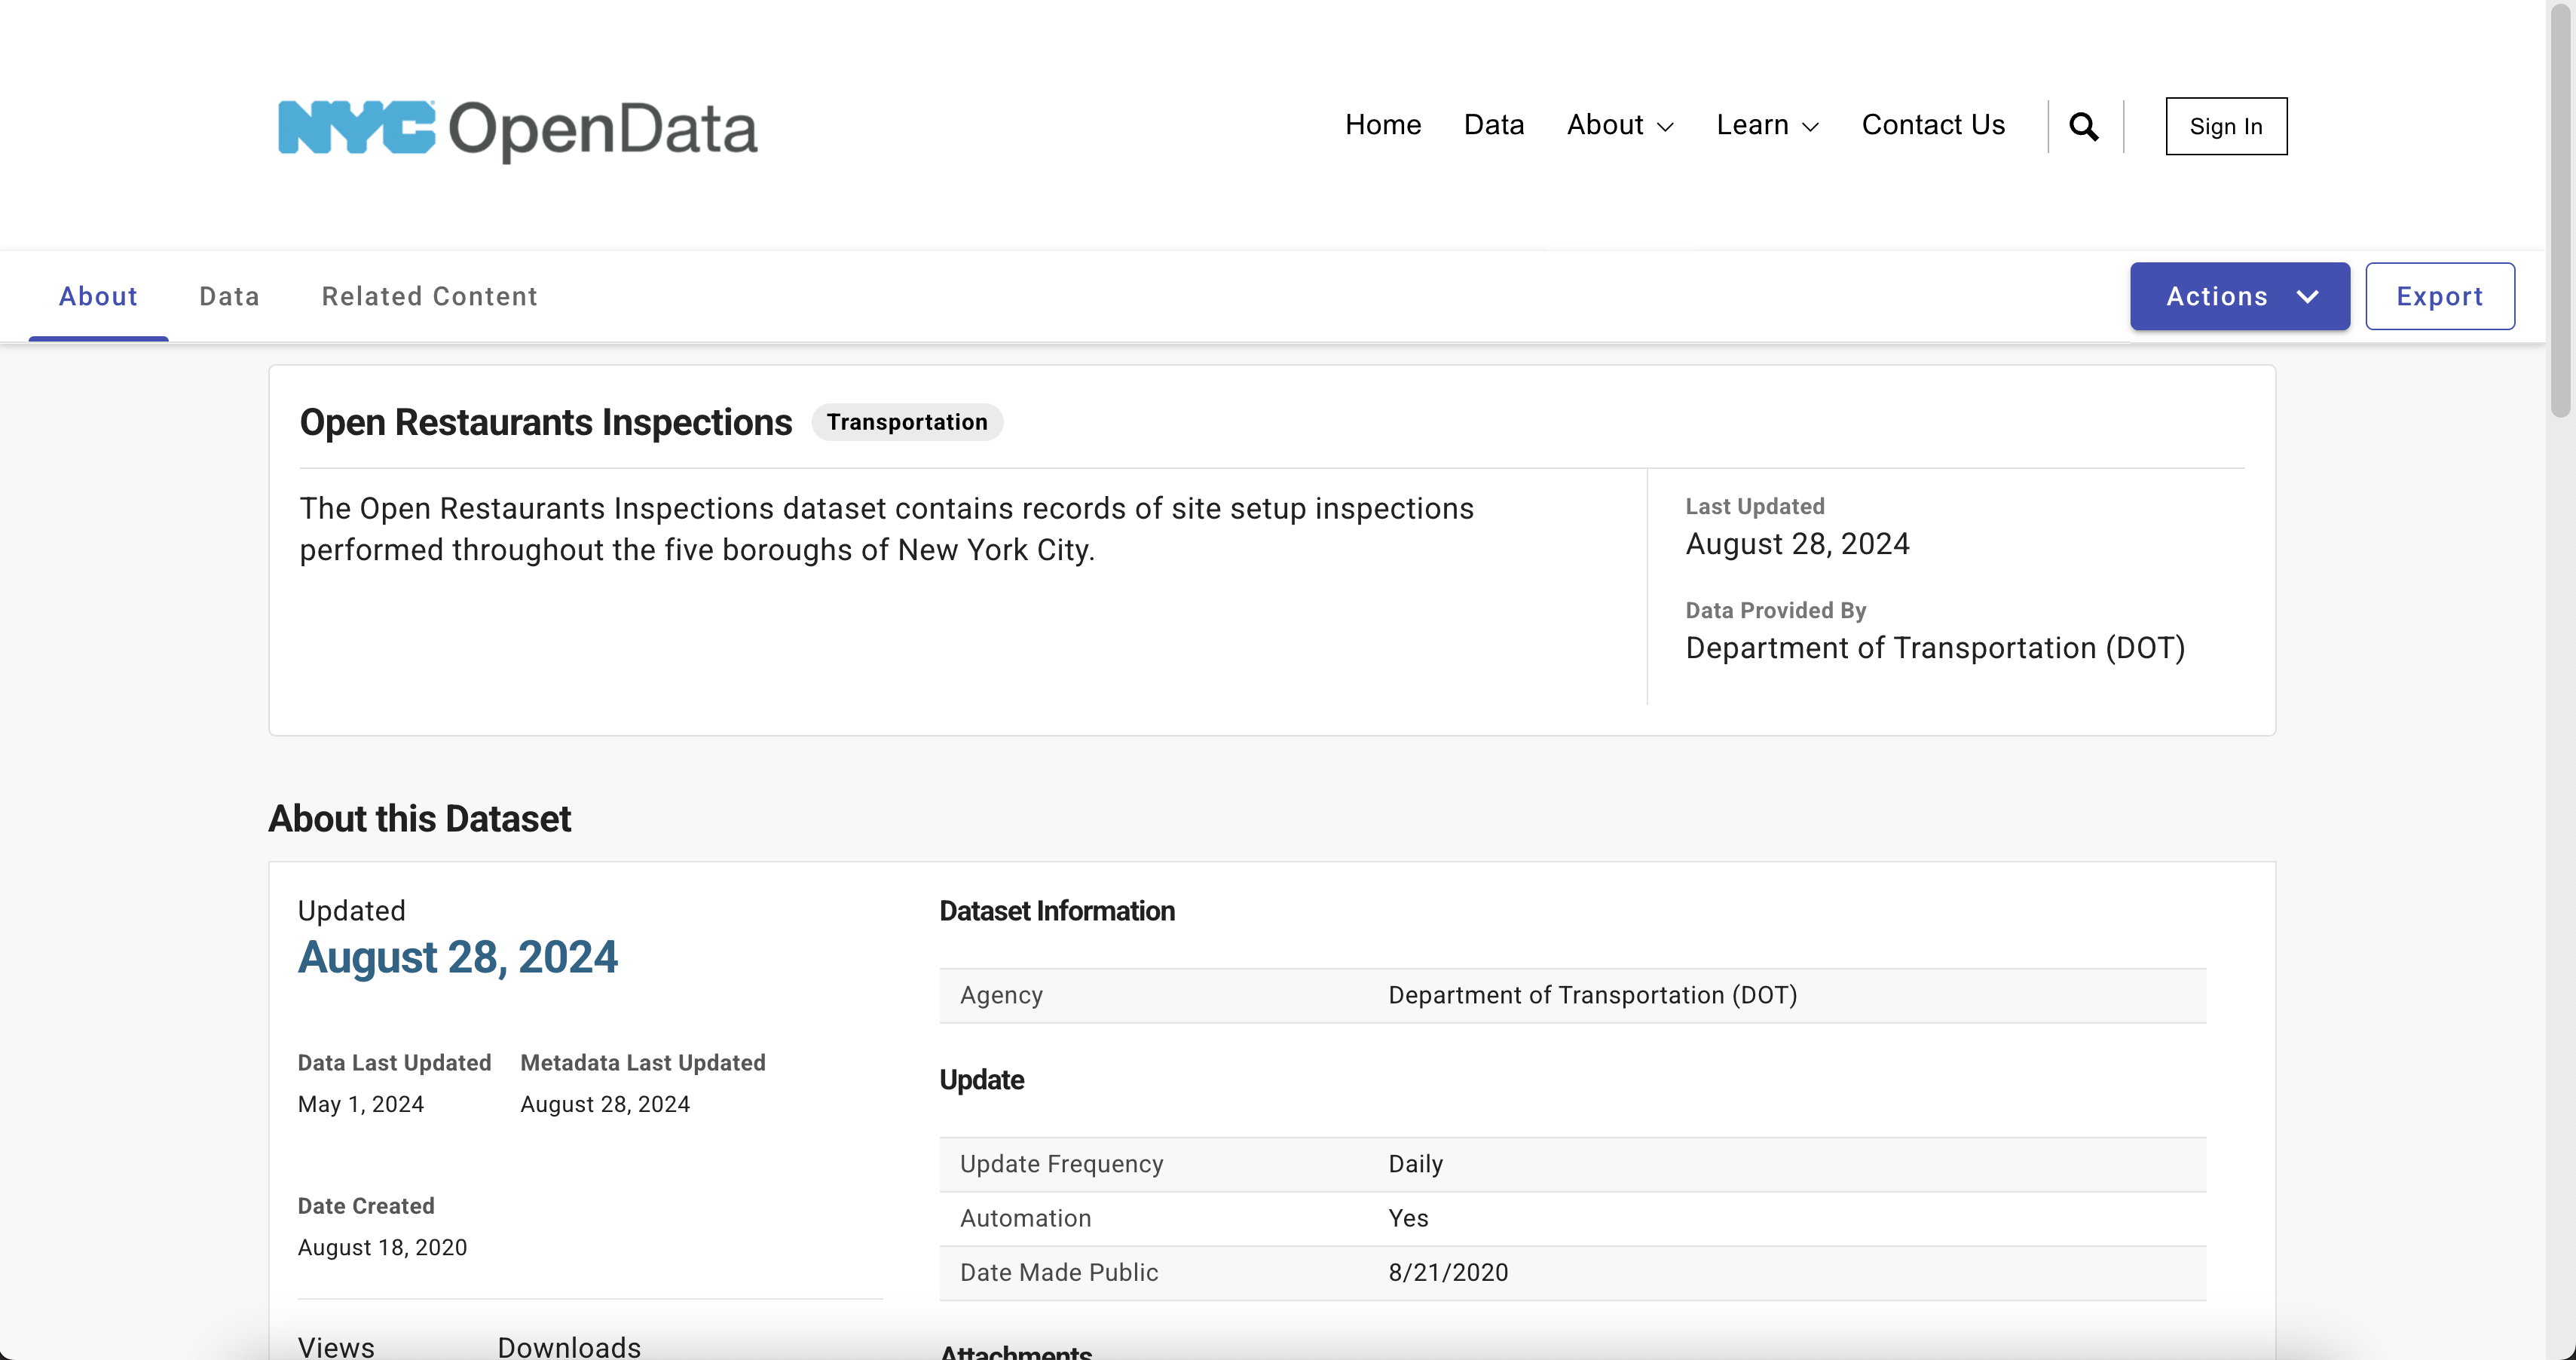 NYC OpenData
Home Data About Learn Contact Us Sign In
About Data Related Content Actions Export
Open Restaurants Inspections Transportation
The Open Restaurants Inspections dataset contains records of site setup inspections
performed throughout the five boroughs of New York City.
Last Updated
August 28, 2024
Data Provided By
Department of Transportation (DOT)
About this Dataset
Updated
August 28, 2024
Data Last Updated Metadata Last Updated
May 1, 2024 August 28, 2024
Date Created
August 18, 2020
Views Downloads
Dataset Information
Agency Department of Transportation (DOT)
Update
Update Frequency Daily
Automation Yes
Date Made Public 8/21/2020
Attachments